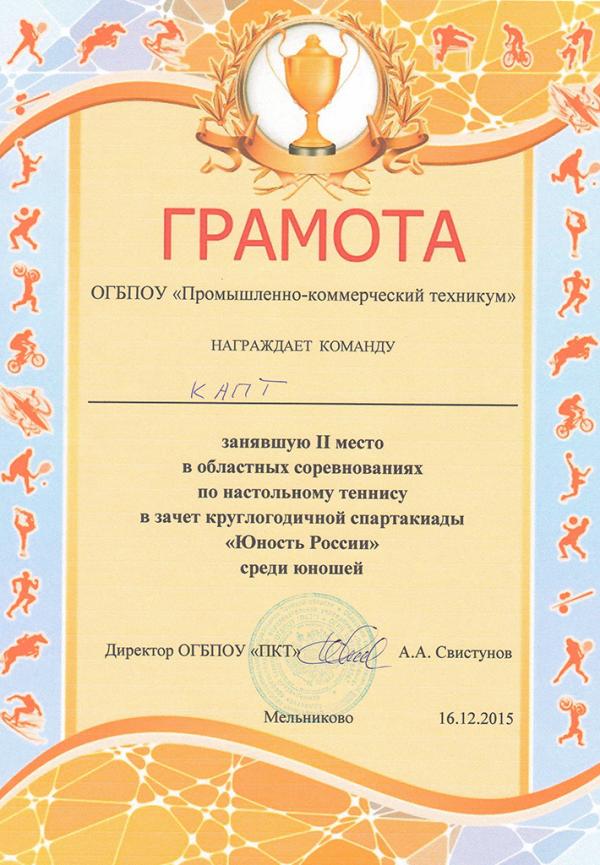 ГРАМОТА
ОГБПОУ «Промышленно-коммерческий техникум»
НАГРАЖДАЕТ КОМАНДУ
КАПТ
занявшую II место
в областных соревнованиях
по настольному теннису
в зачет круглогодичной спартакиады
«Юность России»
среди юношей
Директор ОГБПОУ «ПКТ» А.А. Свистунов
Мельниково 16.12.2015